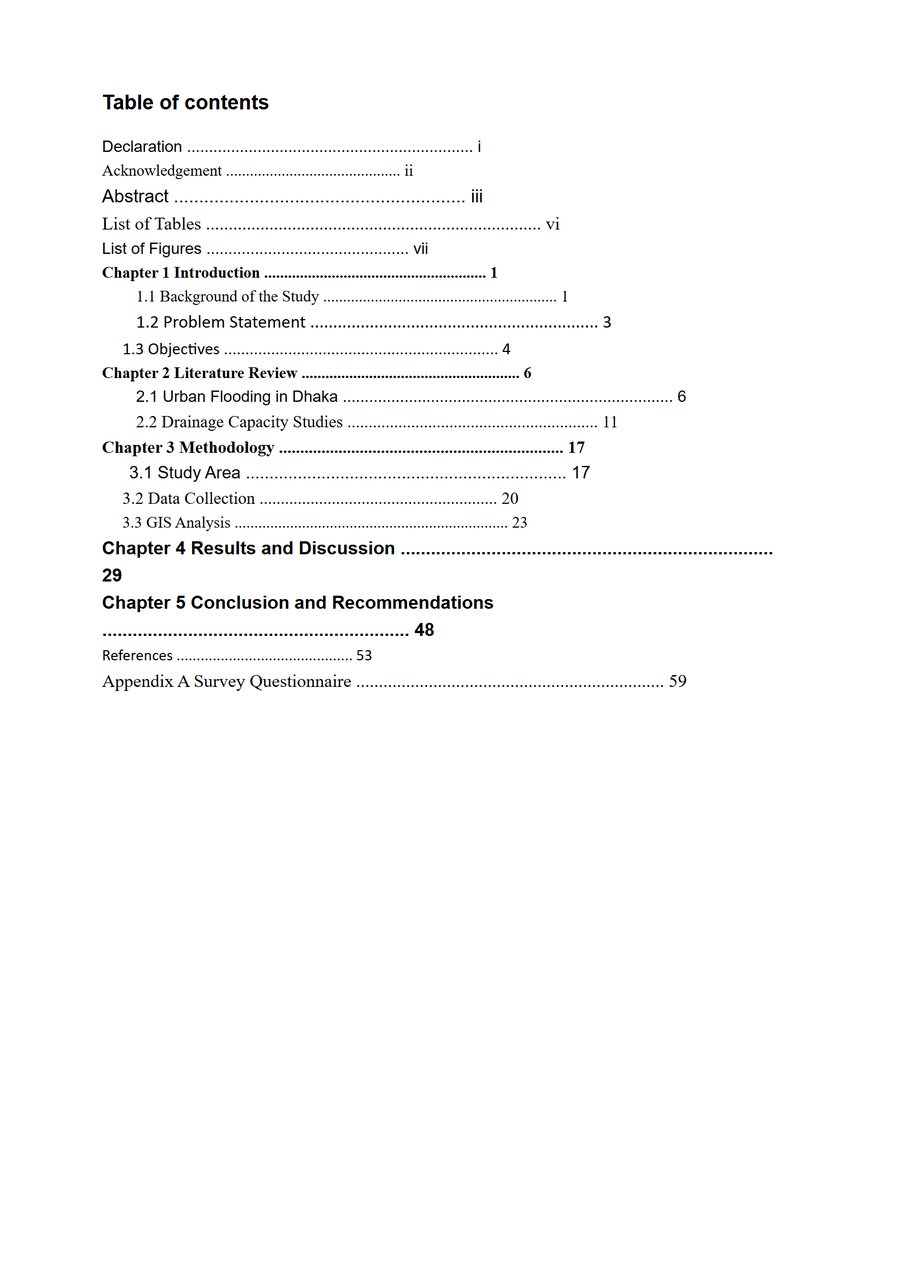 Table of contents
Declaration ................................................................. i
Acknowledgement ............................................ ii
Abstract .......................................................... iii
List of Tables .......................................................................... vi
List of Figures .............................................. vii
Chapter 1 Introduction ........................................................ 1
1.1 Background of the Study ........................................................... 1
1.2 Problem Statement ............................................................... 3
1.3 Objectives .............................................................. 4
Chapter 2 Literature Review ....................................................... 6
2.1 Urban Flooding in Dhaka ........................................................................... 6
2.2 Drainage Capacity Studies ....................................................... 11
Chapter 3 Methodology ............................................................... 17
3.1 Study Area ................................................................ 17
3.2 Data Collection ............................................................ 20
3.3 GIS Analysis ..................................................................... 23
Chapter 4 Results and Discussion ..........................................................................
29
Chapter 5 Conclusion and Recommendations
............................................................. 48
References ............................................ 53
Appendix A Survey Questionnaire .................................................................... 59